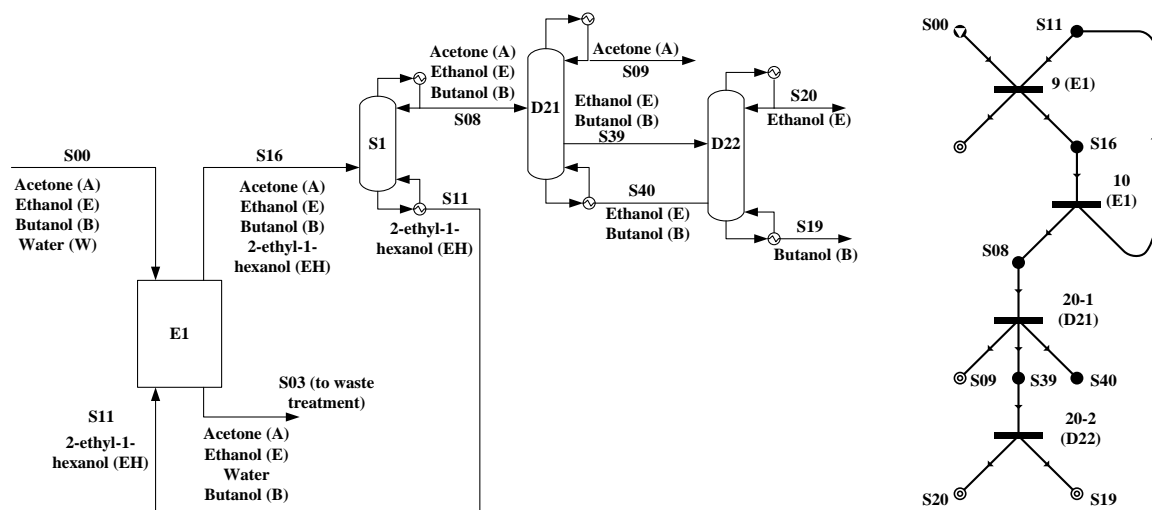 S00
Acetone (A)
Ethanol (E)
Butanol (B)
Water (W)
S16
Acetone (A)
Ethanol (E)
Butanol (B)
2-ethyl-1-
hexanol (EH)
E1
S11
2-ethyl-1-
hexanol (EH)
S03 (to waste
treatment)
Acetone (A)
Ethanol (E)
Water
Butanol (B)
S1
S11
2-ethyl-1-
hexanol (EH)
Acetone (A)
Ethanol (E)
Butanol (B)
S08
D21
Acetone (A)
S09
Ethanol (E)
Butanol (B)
S39
S40
Ethanol (E)
Butanol (B)
D22
S20
Ethanol (E)
S19
Butanol (B)
S00
S11
9 (E1)
S16
10
(E1)
S08
20-1
(D21)
S09
S39
S40
20-2
(D22)
S20
S19